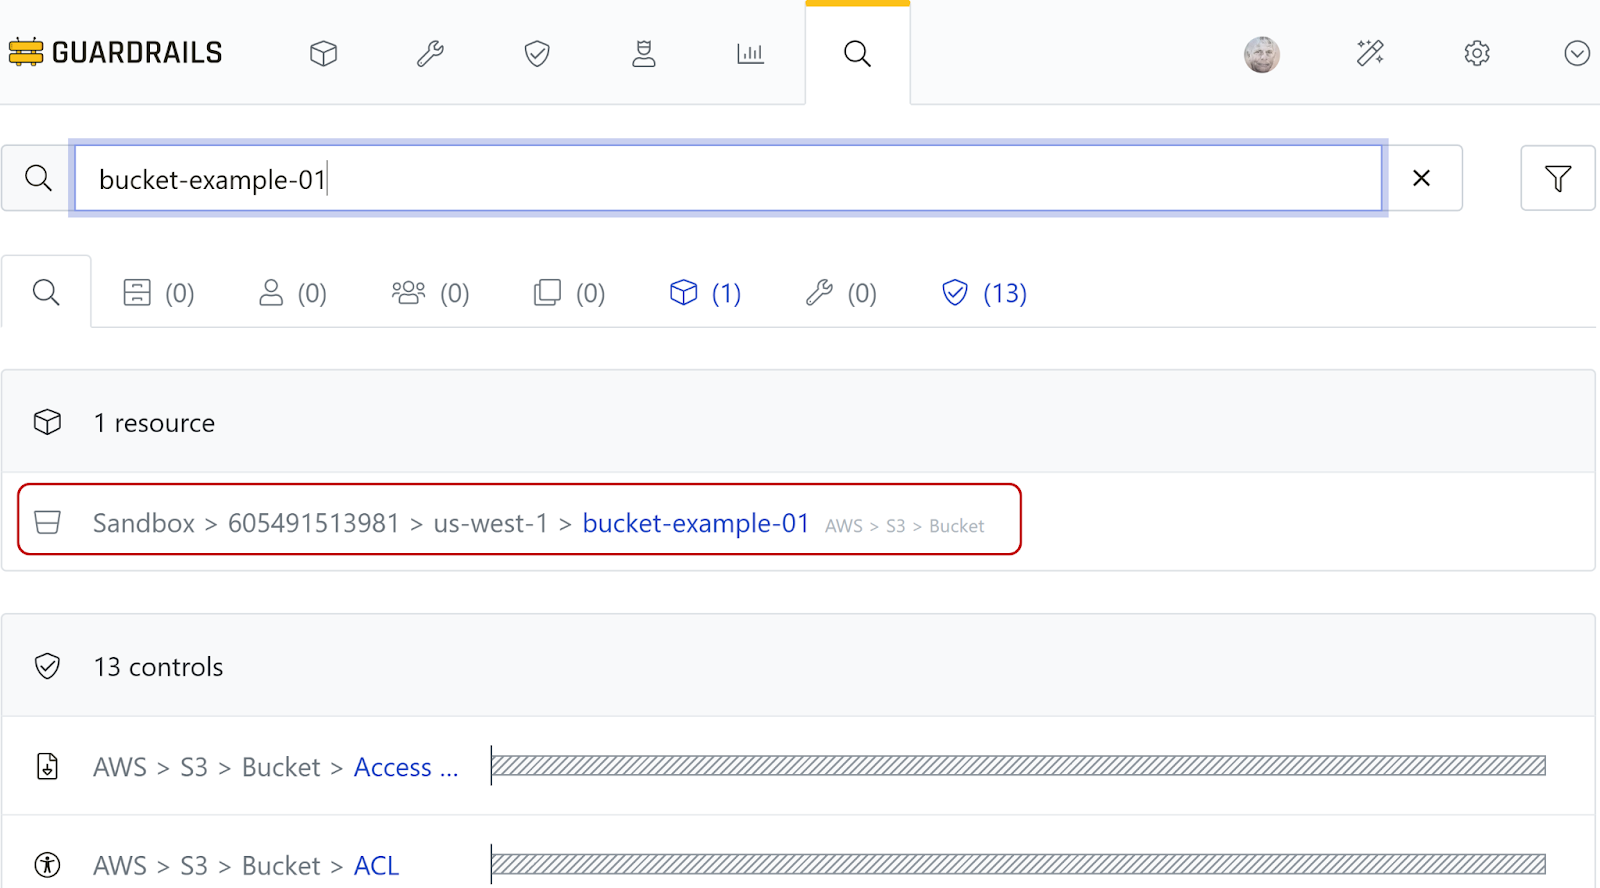 GUARDRAILS
bucket-example-01
(0) (0) (0) (0) (1) (0) (13)
1 resource
Sandbox > 605491513981 > us-west-1 > bucket-example-01 AWS > S3 > Bucket
13 controls
AWS > S3 > Bucket > Access ...
AWS > S3 > Bucket > ACL